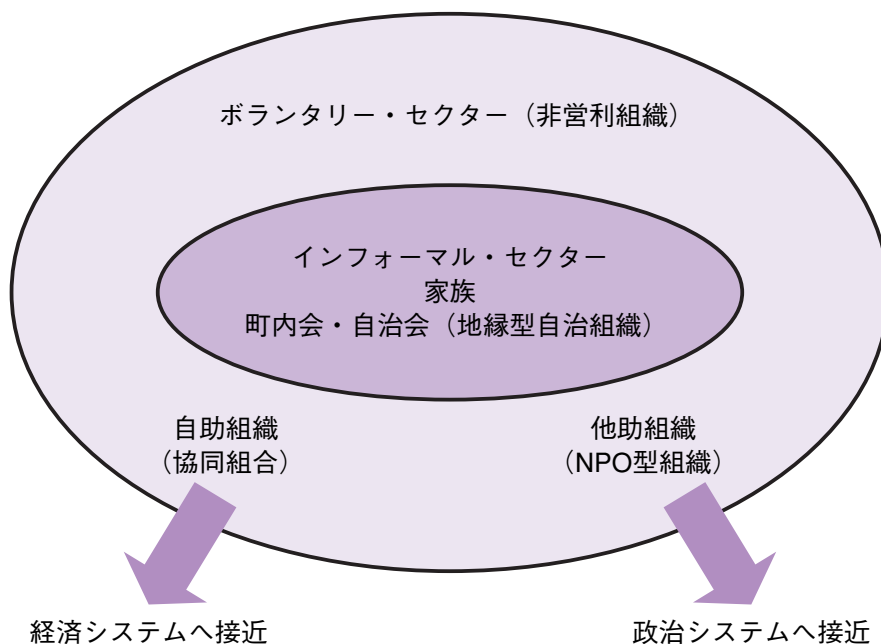 ボランタリー・セクター（非営利組織）
インフォーマル・セクター
家族
町内会・自治会（地縁型自治組織）
自助組織
（協同組合）
他助組織
（NPO型組織）
経済システムへ接近
政治システムへ接近